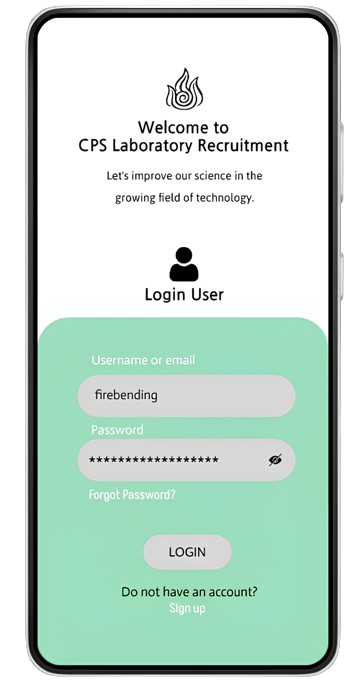 Welcome to
CPS Laboratory Recruitment
Let's improve our science in the
growing field of technology.
Login User
Username or email
firebending
Password
*******************
Forgot Password?
LOGIN
Do not have an account?
Sign up